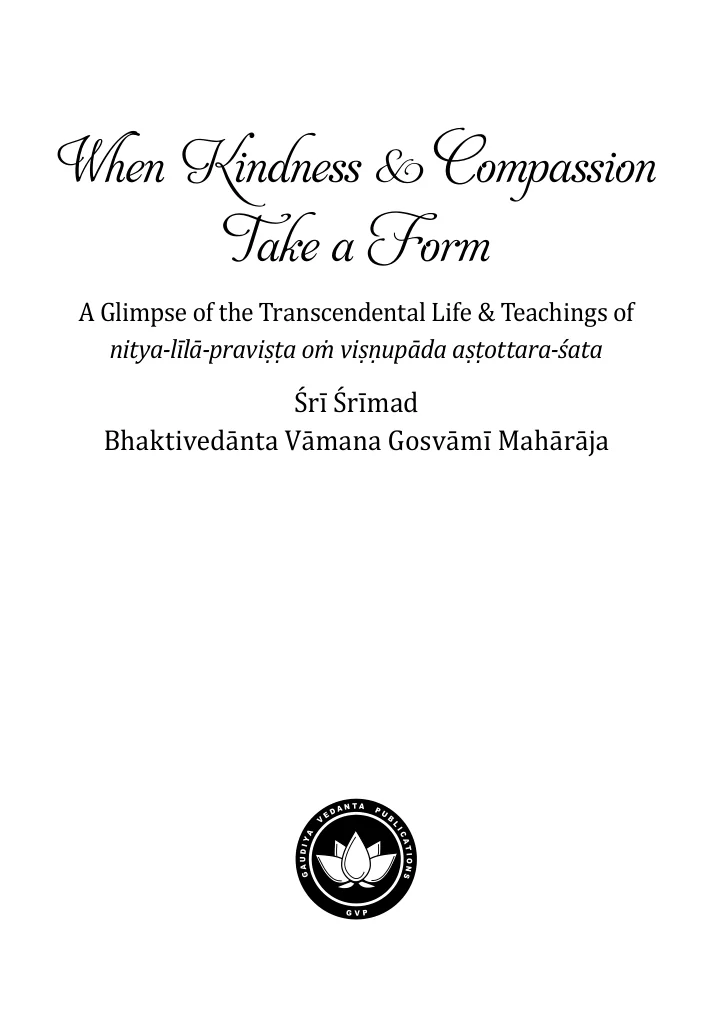 When Kindness & Compassion
Take a Form
A Glimpse of the Transcendental Life & Teachings of
nitya-līlā-praviṣṭa oṁ viṣṇupāda aṣṭottara-śata
Śrī Śrīmad
Bhaktivedānta Vāmana Gosvāmī Mahārāja
GAUDIYA VEDANTA PUBLICATIONS
GVP